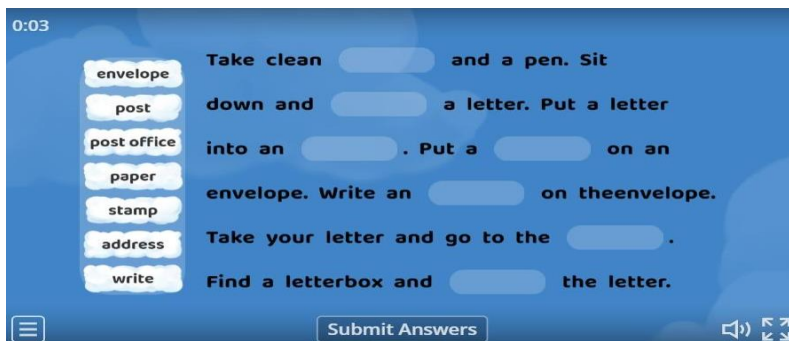 0:03
envelope
post
post office
paper
stamp
address
write
Take clean and a pen. Sit
down and a letter. Put a letter
into an . Put a on an
envelope. Write an on theenvelope.
Take your letter and go to the .
Find a letterbox and the letter.
Submit Answers